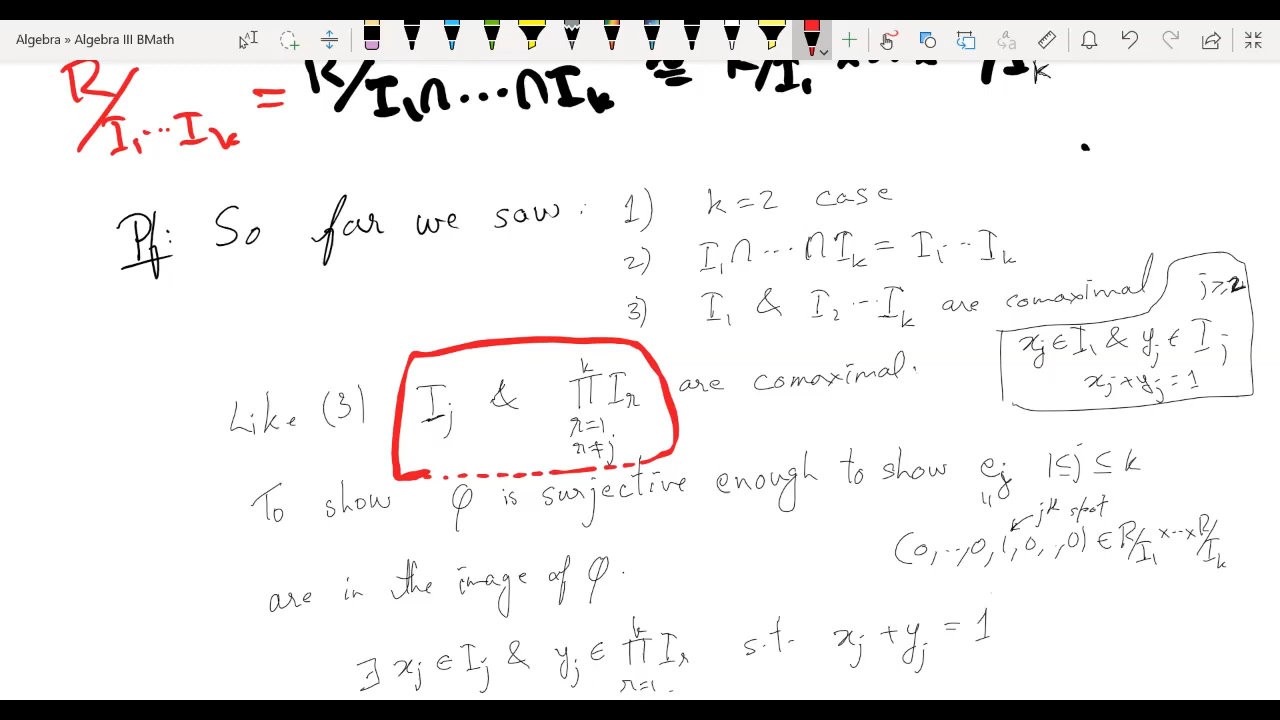 Algebra » Algebra III BMath
R/I₁⋯I_k = R/I₁∩⋯∩I_k ≅ R/I₁ ×⋯× R/I_k
Pf: So far we saw: 1) k=2 case
2) I₁∩⋯∩I_k = I₁⋯I_k
3) I₁ & I₂⋯I_k are comaximal
j≥2
x_j ∈ I₁ & y_j ∈ I_j
x_j + y_j = 1
Like (3) I_j & ∏_{r=1, r≠j}^{k} I_r are comaximal.
To show φ is surjective enough to show e_j 1≤j≤k
" (0,..,0,1,0,.,0) ∈ R/I₁ ×⋯× R/I_k
jth spot
are in the image of φ.
∃ x_j ∈ I_j & y_j ∈ ∏_{r=1}^{k} I_r s.t. x_j + y_j = 1